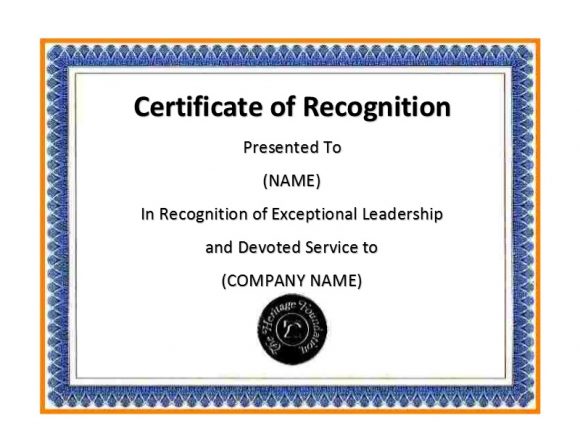 Certificate of Recognition
Presented To
(NAME)
In Recognition of Exceptional Leadership
and Devoted Service to
(COMPANY NAME)
The Heritage Foundation